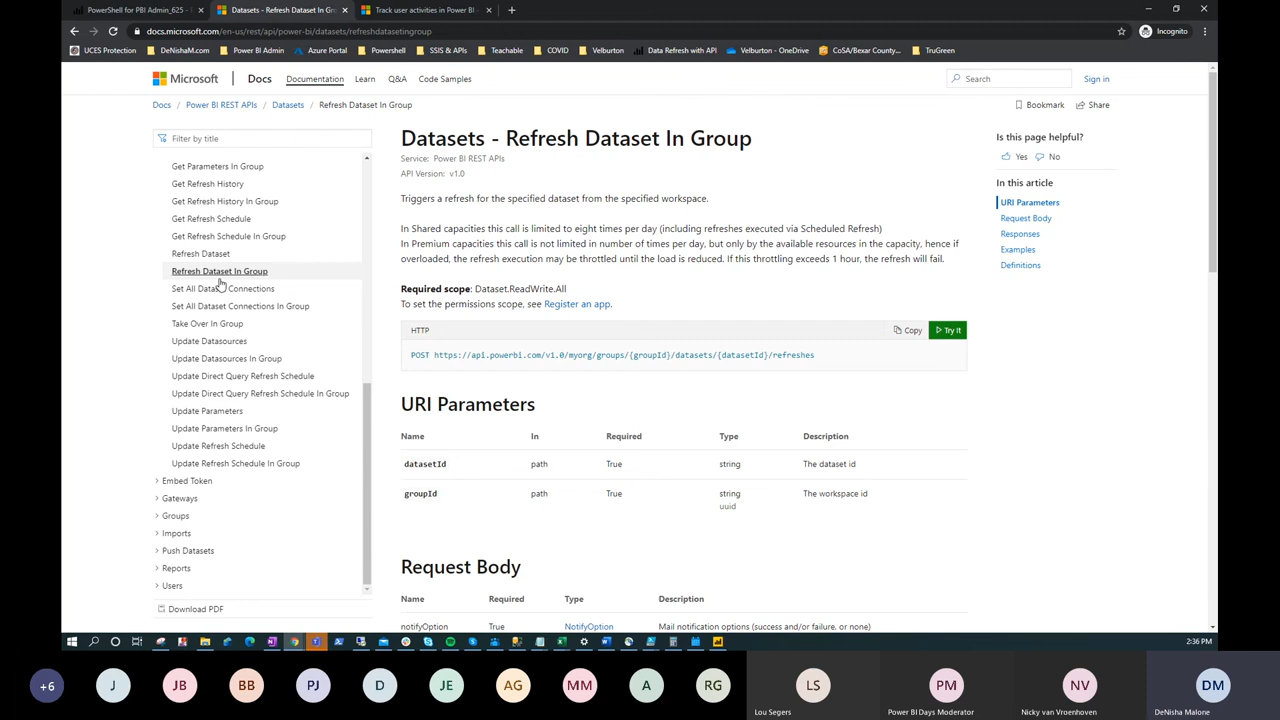 PowerShell for PBI Admin_625 - S
Datasets - Refresh Dataset In Gro
Track user activities in Power BI -
docs.microsoft.com/en-us/rest/api/power-bi/datasets/refreshdatasetingroup
Incognito
UCES Protection
DeNishaM.com
Power BI Admin
Azure Portal
Powershell
SSIS & APIs
Teachable
COVID
Velburton
Data Refresh with API
Velburton - OneDrive
CoSA/Bexar County...
TruGreen
Microsoft
Docs
Documentation
Learn
Q&A
Code Samples
Search
Sign in
Docs / Power BI REST APIs / Datasets / Refresh Dataset In Group
Bookmark
Share
Filter by title
Get Parameters In Group
Get Refresh History
Get Refresh History In Group
Get Refresh Schedule
Get Refresh Schedule In Group
Refresh Dataset
Refresh Dataset In Group
Set All Dataset Connections
Set All Dataset Connections In Group
Take Over In Group
Update Datasources
Update Datasources In Group
Update Direct Query Refresh Schedule
Update Direct Query Refresh Schedule In Group
Update Parameters
Update Parameters In Group
Update Refresh Schedule
Update Refresh Schedule In Group
Embed Token
Gateways
Groups
Imports
Push Datasets
Reports
Users
Download PDF
Datasets - Refresh Dataset In Group
Service: Power BI REST APIs
API Version: v1.0
Triggers a refresh for the specified dataset from the specified workspace.
In Shared capacities this call is limited to eight times per day (including refreshes executed via Scheduled Refresh)
In Premium capacities this call is not limited in number of times per day, but only by the available resources in the capacity, hence if
overloaded, the refresh execution may be throttled until the load is reduced. If this throttling exceeds 1 hour, the refresh will fail.
Required scope: Dataset.ReadWrite.All
To set the permissions scope, see Register an app.
HTTP
Copy
Try It
POST https://api.powerbi.com/v1.0/myorg/groups/{groupId}/datasets/{datasetId}/refreshes
URI Parameters
Name In Required Type Description
datasetId path True string The dataset id
groupId path True string The workspace id
uuid
Request Body
Name Required Type Description
notifyOption True NotifyOption Mail notification options (success and/or failure, or none)
Is this page helpful?
Yes No
In this article
URI Parameters
Request Body
Responses
Examples
Definitions
2:36 PM
+6 J JB BB PJ D JE AG MM A RG LS PM NV DM
Lou Segers
Power BI Days Moderator
Nicky van Vroenhoven
DeNisha Malone